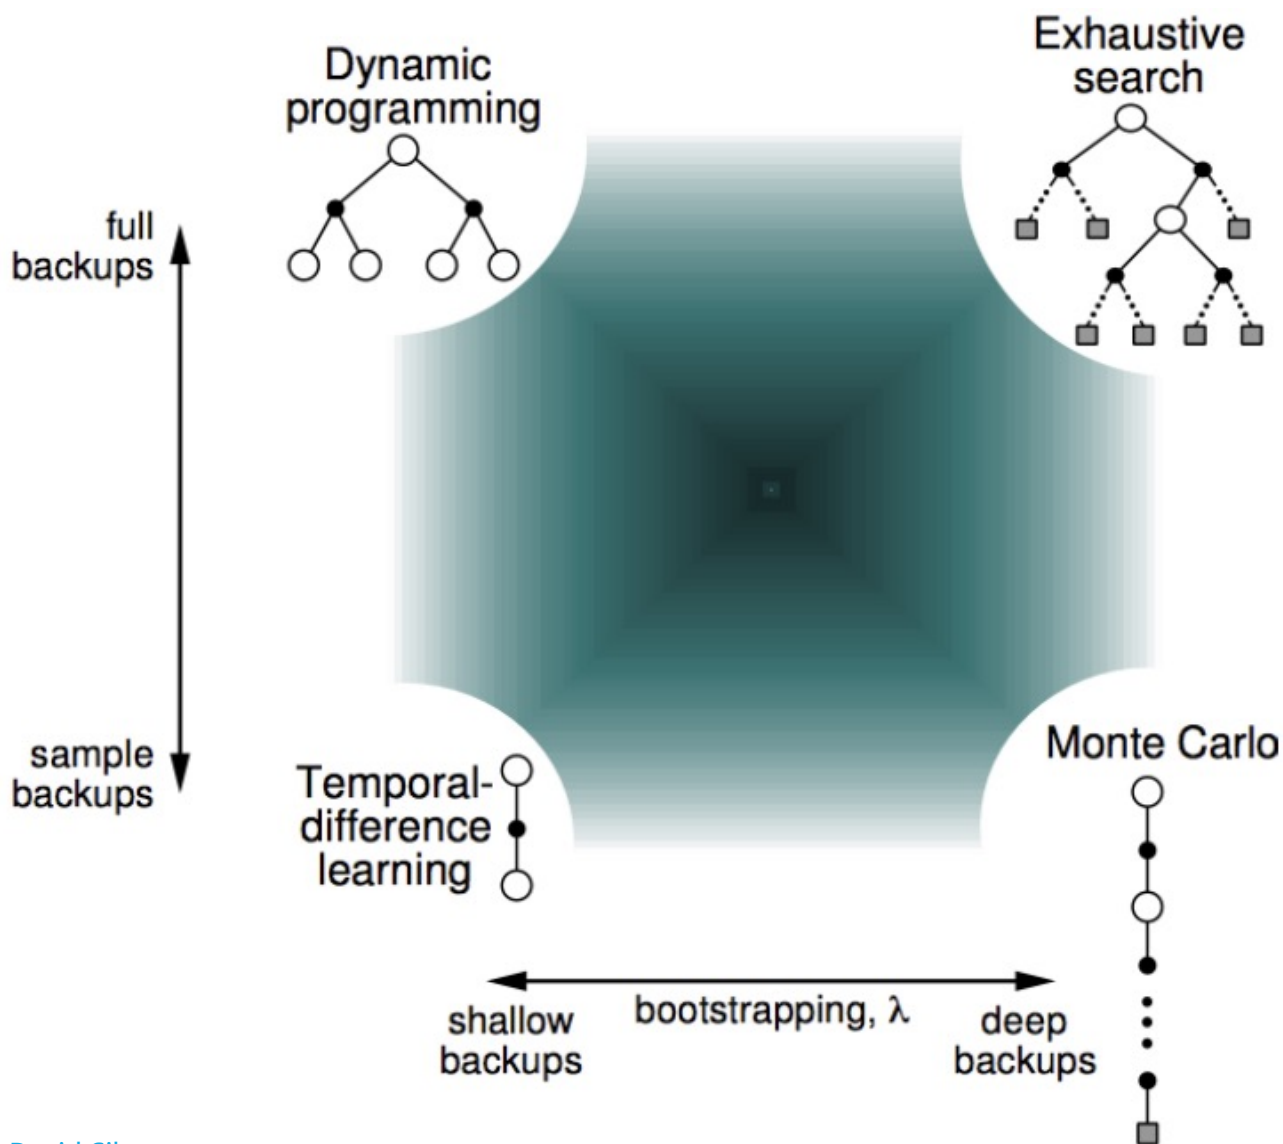 Dynamic
programming
Exhaustive
search
full
backups
sample
backups
Temporal-
difference
learning
Monte Carlo
bootstrapping, λ
shallow
backups
deep
backups